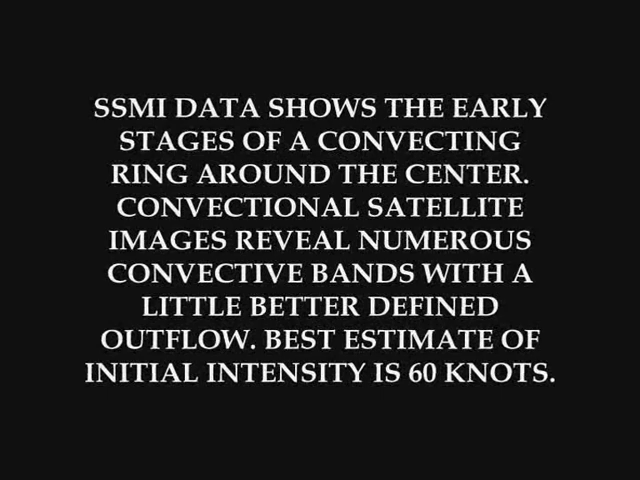 SSMI DATA SHOWS THE EARLY
STAGES OF A CONVECTING
RING AROUND THE CENTER.
CONVECTIONAL SATELLITE
IMAGES REVEAL NUMEROUS
CONVECTIVE BANDS WITH A
LITTLE BETTER DEFINED
OUTFLOW. BEST ESTIMATE OF
INITIAL INTENSITY IS 60 KNOTS.